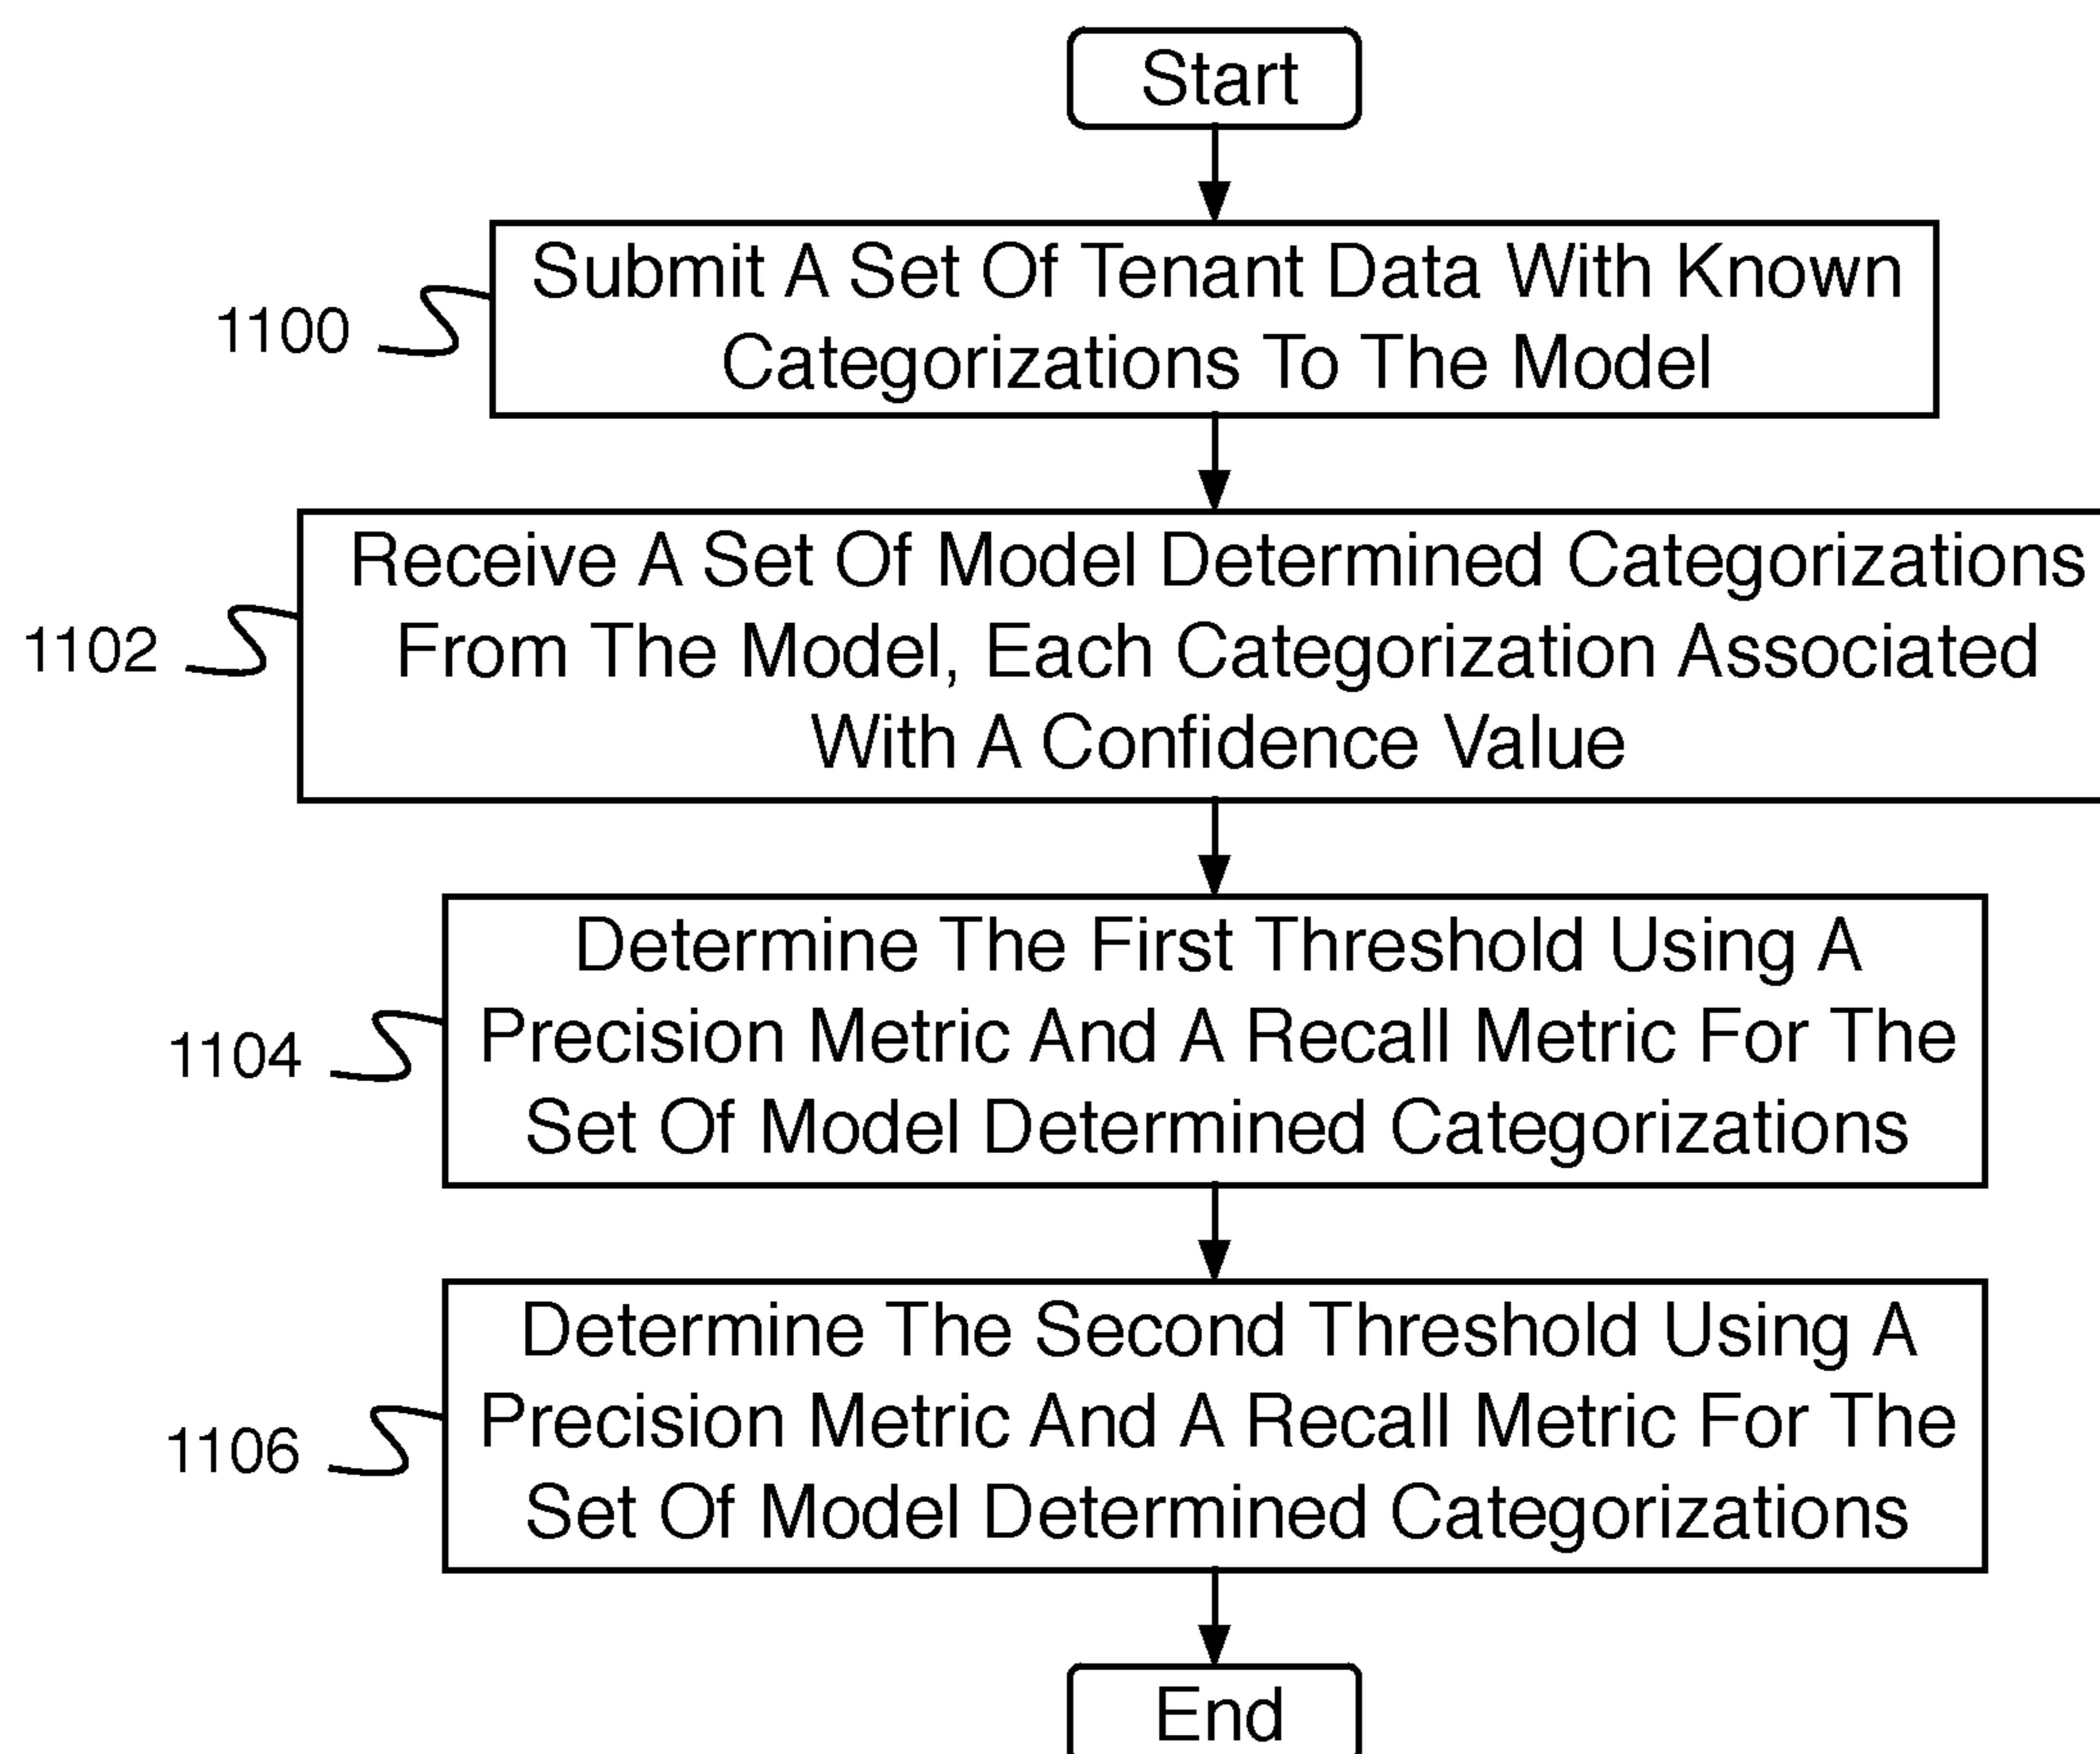 Start
1100
Submit A Set Of Tenant Data With Known
Categorizations To The Model
1102
Receive A Set Of Model Determined Categorizations
From The Model, Each Categorization Associated
With A Confidence Value
1104
Determine The First Threshold Using A
Precision Metric And A Recall Metric For The
Set Of Model Determined Categorizations
1106
Determine The Second Threshold Using A
Precision Metric And A Recall Metric For The
Set Of Model Determined Categorizations
End